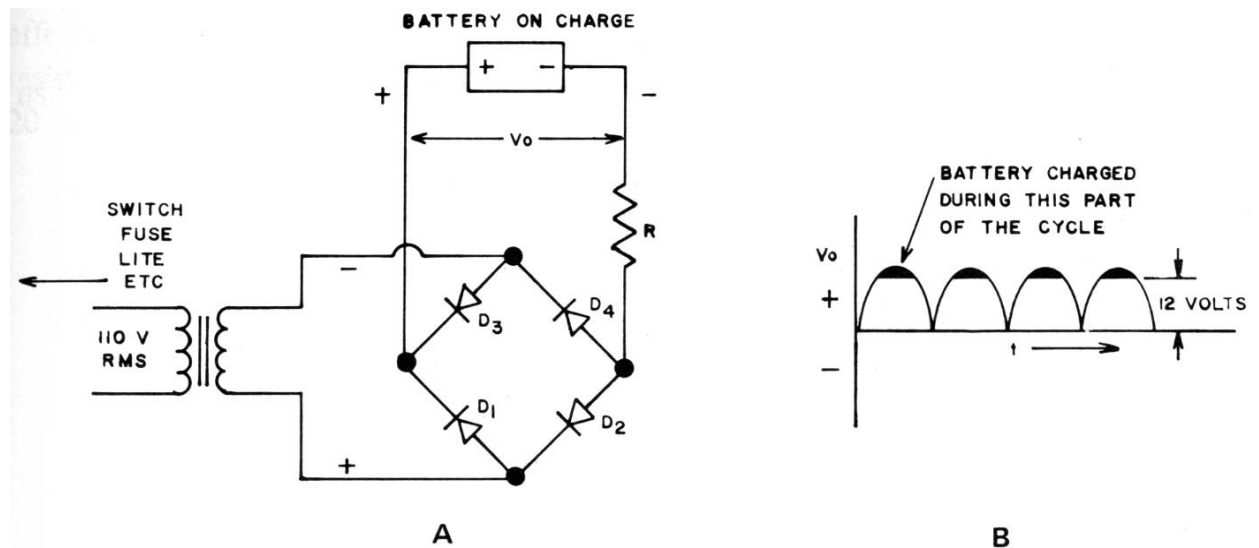 BATTERY ON CHARGE
+ -
+ -
Vo
SWITCH
FUSE
LITE
ETC
R
-
D3
D4
110 V
RMS
D1
D2
+
A
BATTERY CHARGED
DURING THIS PART
OF THE CYCLE
Vo
+
12 VOLTS
t
-
B